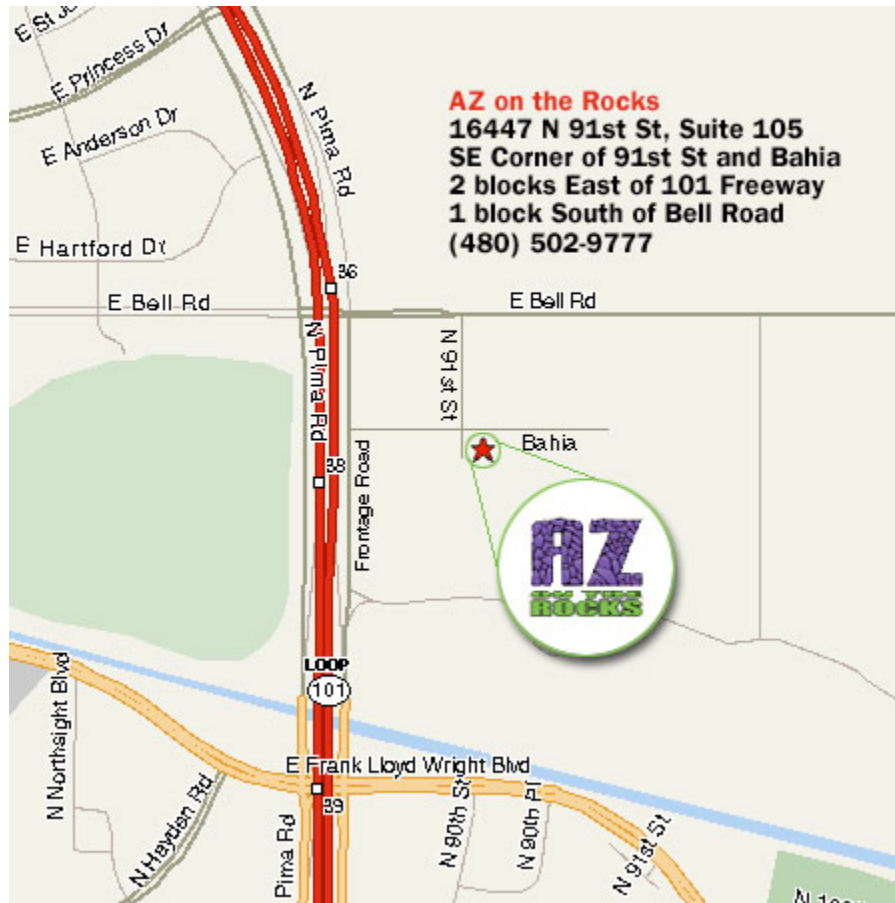 E St Jo
E Princess Dr
N Pima Rd
AZ on the Rocks
16447 N 91st St, Suite 105
SE Corner of 91st St and Bahia
2 blocks East of 101 Freeway
1 block South of Bell Road
(480) 502-9777
E Anderson Dr
E Hartford Dr
36
E Bell Rd
E Bell Rd
N Pima Rd
N 91st St
Bahia
38
Frontage Road
AZ
ON THE
ROCKS
LOOP
101
N Northsight Blvd
E Frank Lloyd Wright Blvd
39
N Hayden Rd
Pima Rd
N 90th St
N 90th Pl
N 91st St